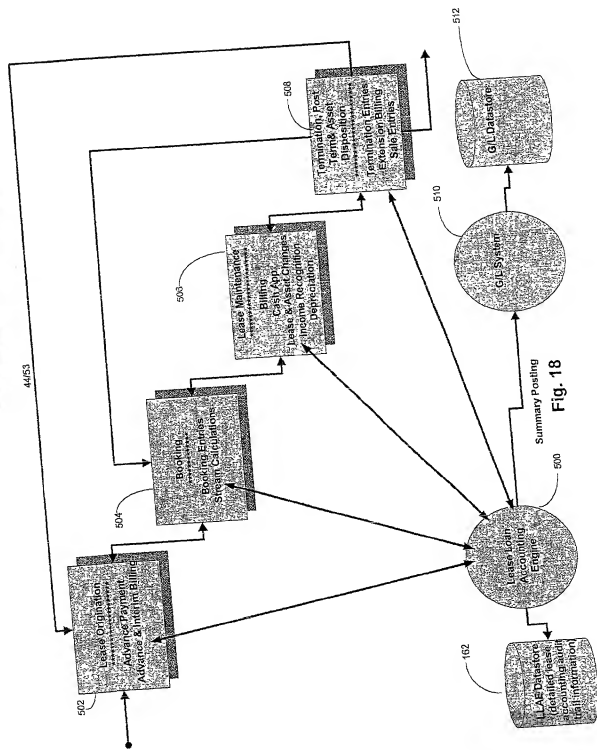 44/53
502
Lease Origination
Advance Payment
Advance & Interim Billing
504
Booking
Booking Entries
Stream Calculations
503
Lease Maintenance
Billing
Cash App
Lease & Asset Changes
Income Recognition
Depreciation
508
Termination, Post
Term & Asset
Disposition
Termination Entries
Extension Billing
Sale Entries
162
LLAE Datastore
(detailed lease
accounting audit
trail information)
500
Lease Loan
Accounting
Engine
Summary Posting
510
G/L System
512
G/L Datastore
Fig. 18